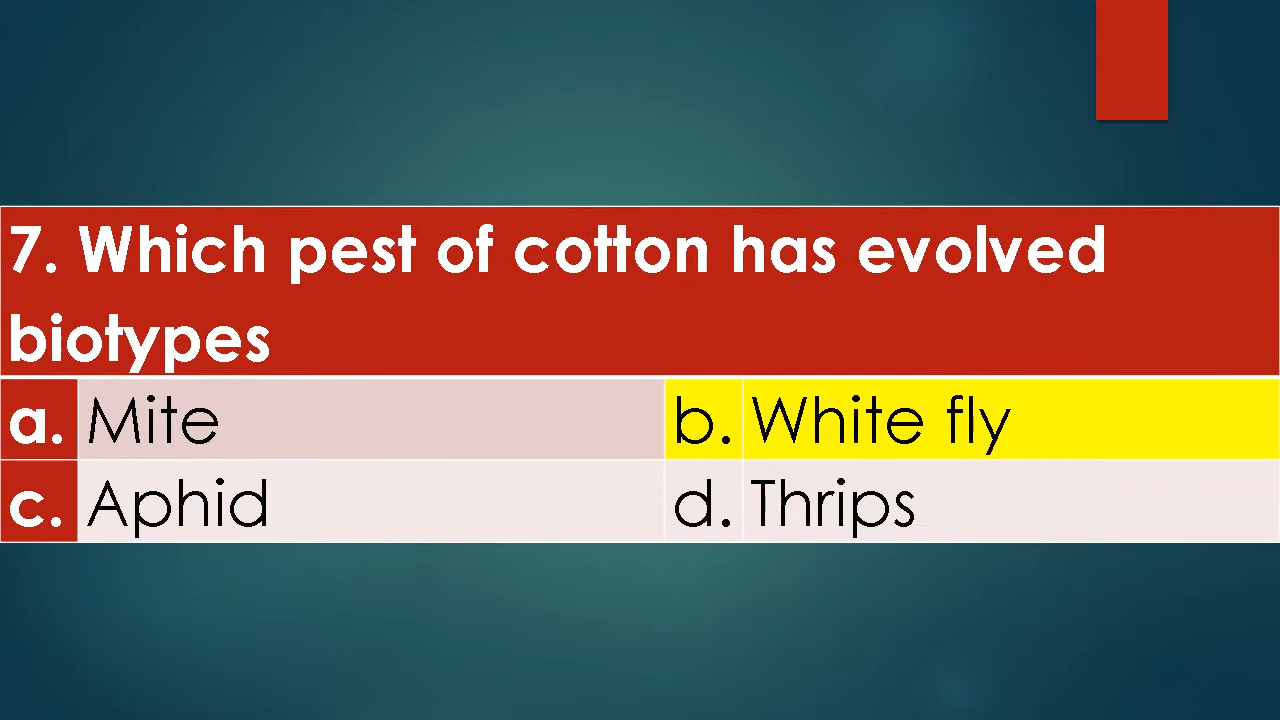 7. Which pest of cotton has evolved
biotypes
a. Mite b. White fly
c. Aphid d. Thrips